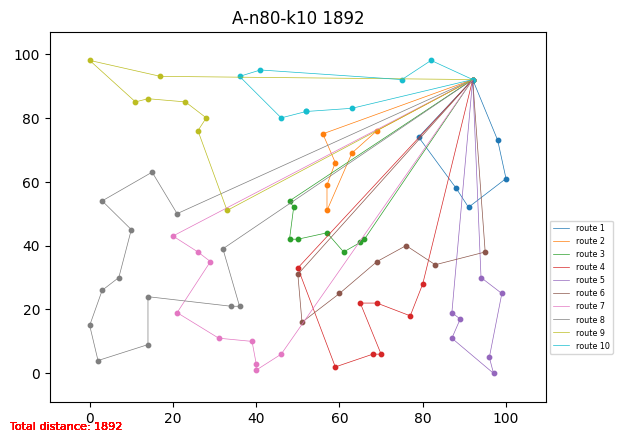 A-n80-k10 1892
100
80
60
40
20
0
0 20 40 60 80 100
route 1
route 2
route 3
route 4
route 5
route 6
route 7
route 8
route 9
route 10
Total distance: 1892